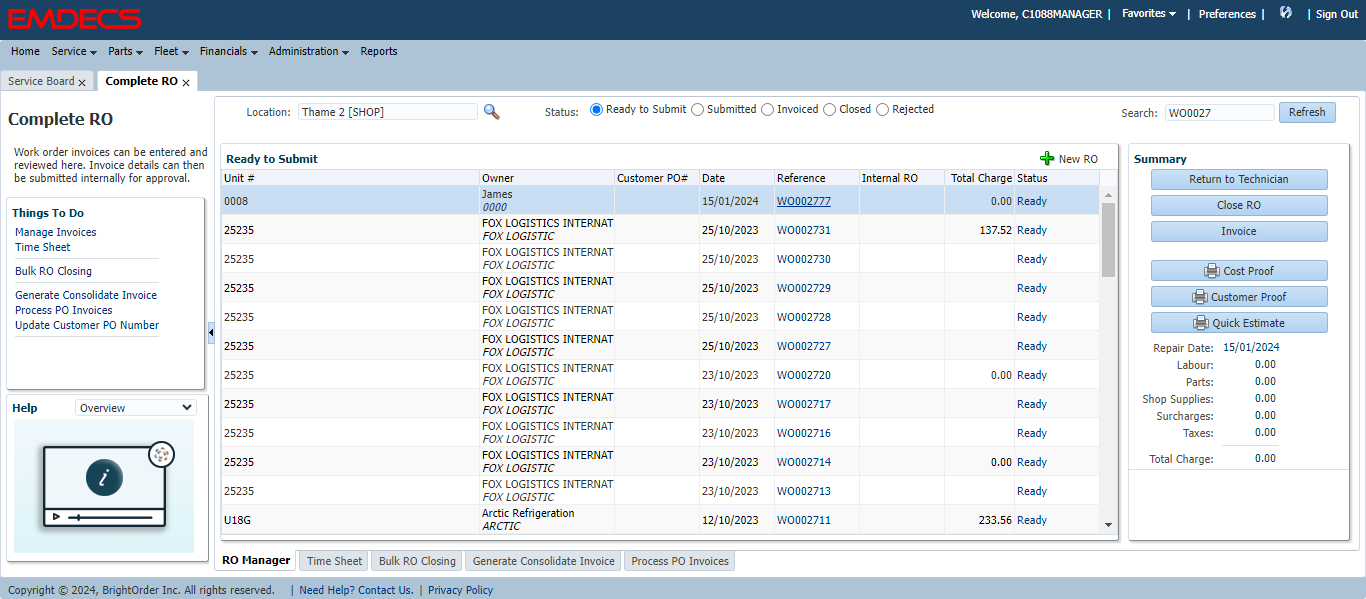 EMDECS
Welcome, C1088MANAGER | Favorites | Preferences | | Sign Out
Home Service Parts Fleet Financials Administration Reports
Service Board x Complete RO x
Complete RO
Work order invoices can be entered and
reviewed here. Invoice details can then
be submitted internally for approval.
Things To Do
Manage Invoices
Time Sheet
Bulk RO Closing
Generate Consolidate Invoice
Process PO Invoices
Update Customer PO Number
Help Overview
i
Location: Thame 2 [SHOP] Status: Ready to Submit Submitted Invoiced Closed Rejected Search: WO0027 Refresh
Ready to Submit New RO
Unit # Owner Customer PO# Date Reference Internal RO Total Charge Status
0008 James 0000 15/01/2024 WO002777 0.00 Ready
25235 FOX LOGISTICS INTERNAT FOX LOGISTIC 25/10/2023 WO002731 137.52 Ready
25235 FOX LOGISTICS INTERNAT FOX LOGISTIC 25/10/2023 WO002730 Ready
25235 FOX LOGISTICS INTERNAT FOX LOGISTIC 25/10/2023 WO002729 Ready
25235 FOX LOGISTICS INTERNAT FOX LOGISTIC 25/10/2023 WO002728 Ready
25235 FOX LOGISTICS INTERNAT FOX LOGISTIC 25/10/2023 WO002727 Ready
25235 FOX LOGISTICS INTERNAT FOX LOGISTIC 23/10/2023 WO002720 0.00 Ready
25235 FOX LOGISTICS INTERNAT FOX LOGISTIC 23/10/2023 WO002717 Ready
25235 FOX LOGISTICS INTERNAT FOX LOGISTIC 23/10/2023 WO002716 Ready
25235 FOX LOGISTICS INTERNAT FOX LOGISTIC 23/10/2023 WO002714 0.00 Ready
25235 FOX LOGISTICS INTERNAT FOX LOGISTIC 23/10/2023 WO002713 Ready
U18G Arctic Refrigeration ARCTIC 12/10/2023 WO002711 233.56 Ready
Summary
Return to Technician
Close RO
Invoice
Cost Proof
Customer Proof
Quick Estimate
Repair Date: 15/01/2024
Labour: 0.00
Parts: 0.00
Shop Supplies: 0.00
Surcharges: 0.00
Taxes: 0.00
Total Charge: 0.00
RO Manager Time Sheet Bulk RO Closing Generate Consolidate Invoice Process PO Invoices
Copyright © 2024, BrightOrder Inc. All rights reserved. | Need Help? Contact Us. | Privacy Policy